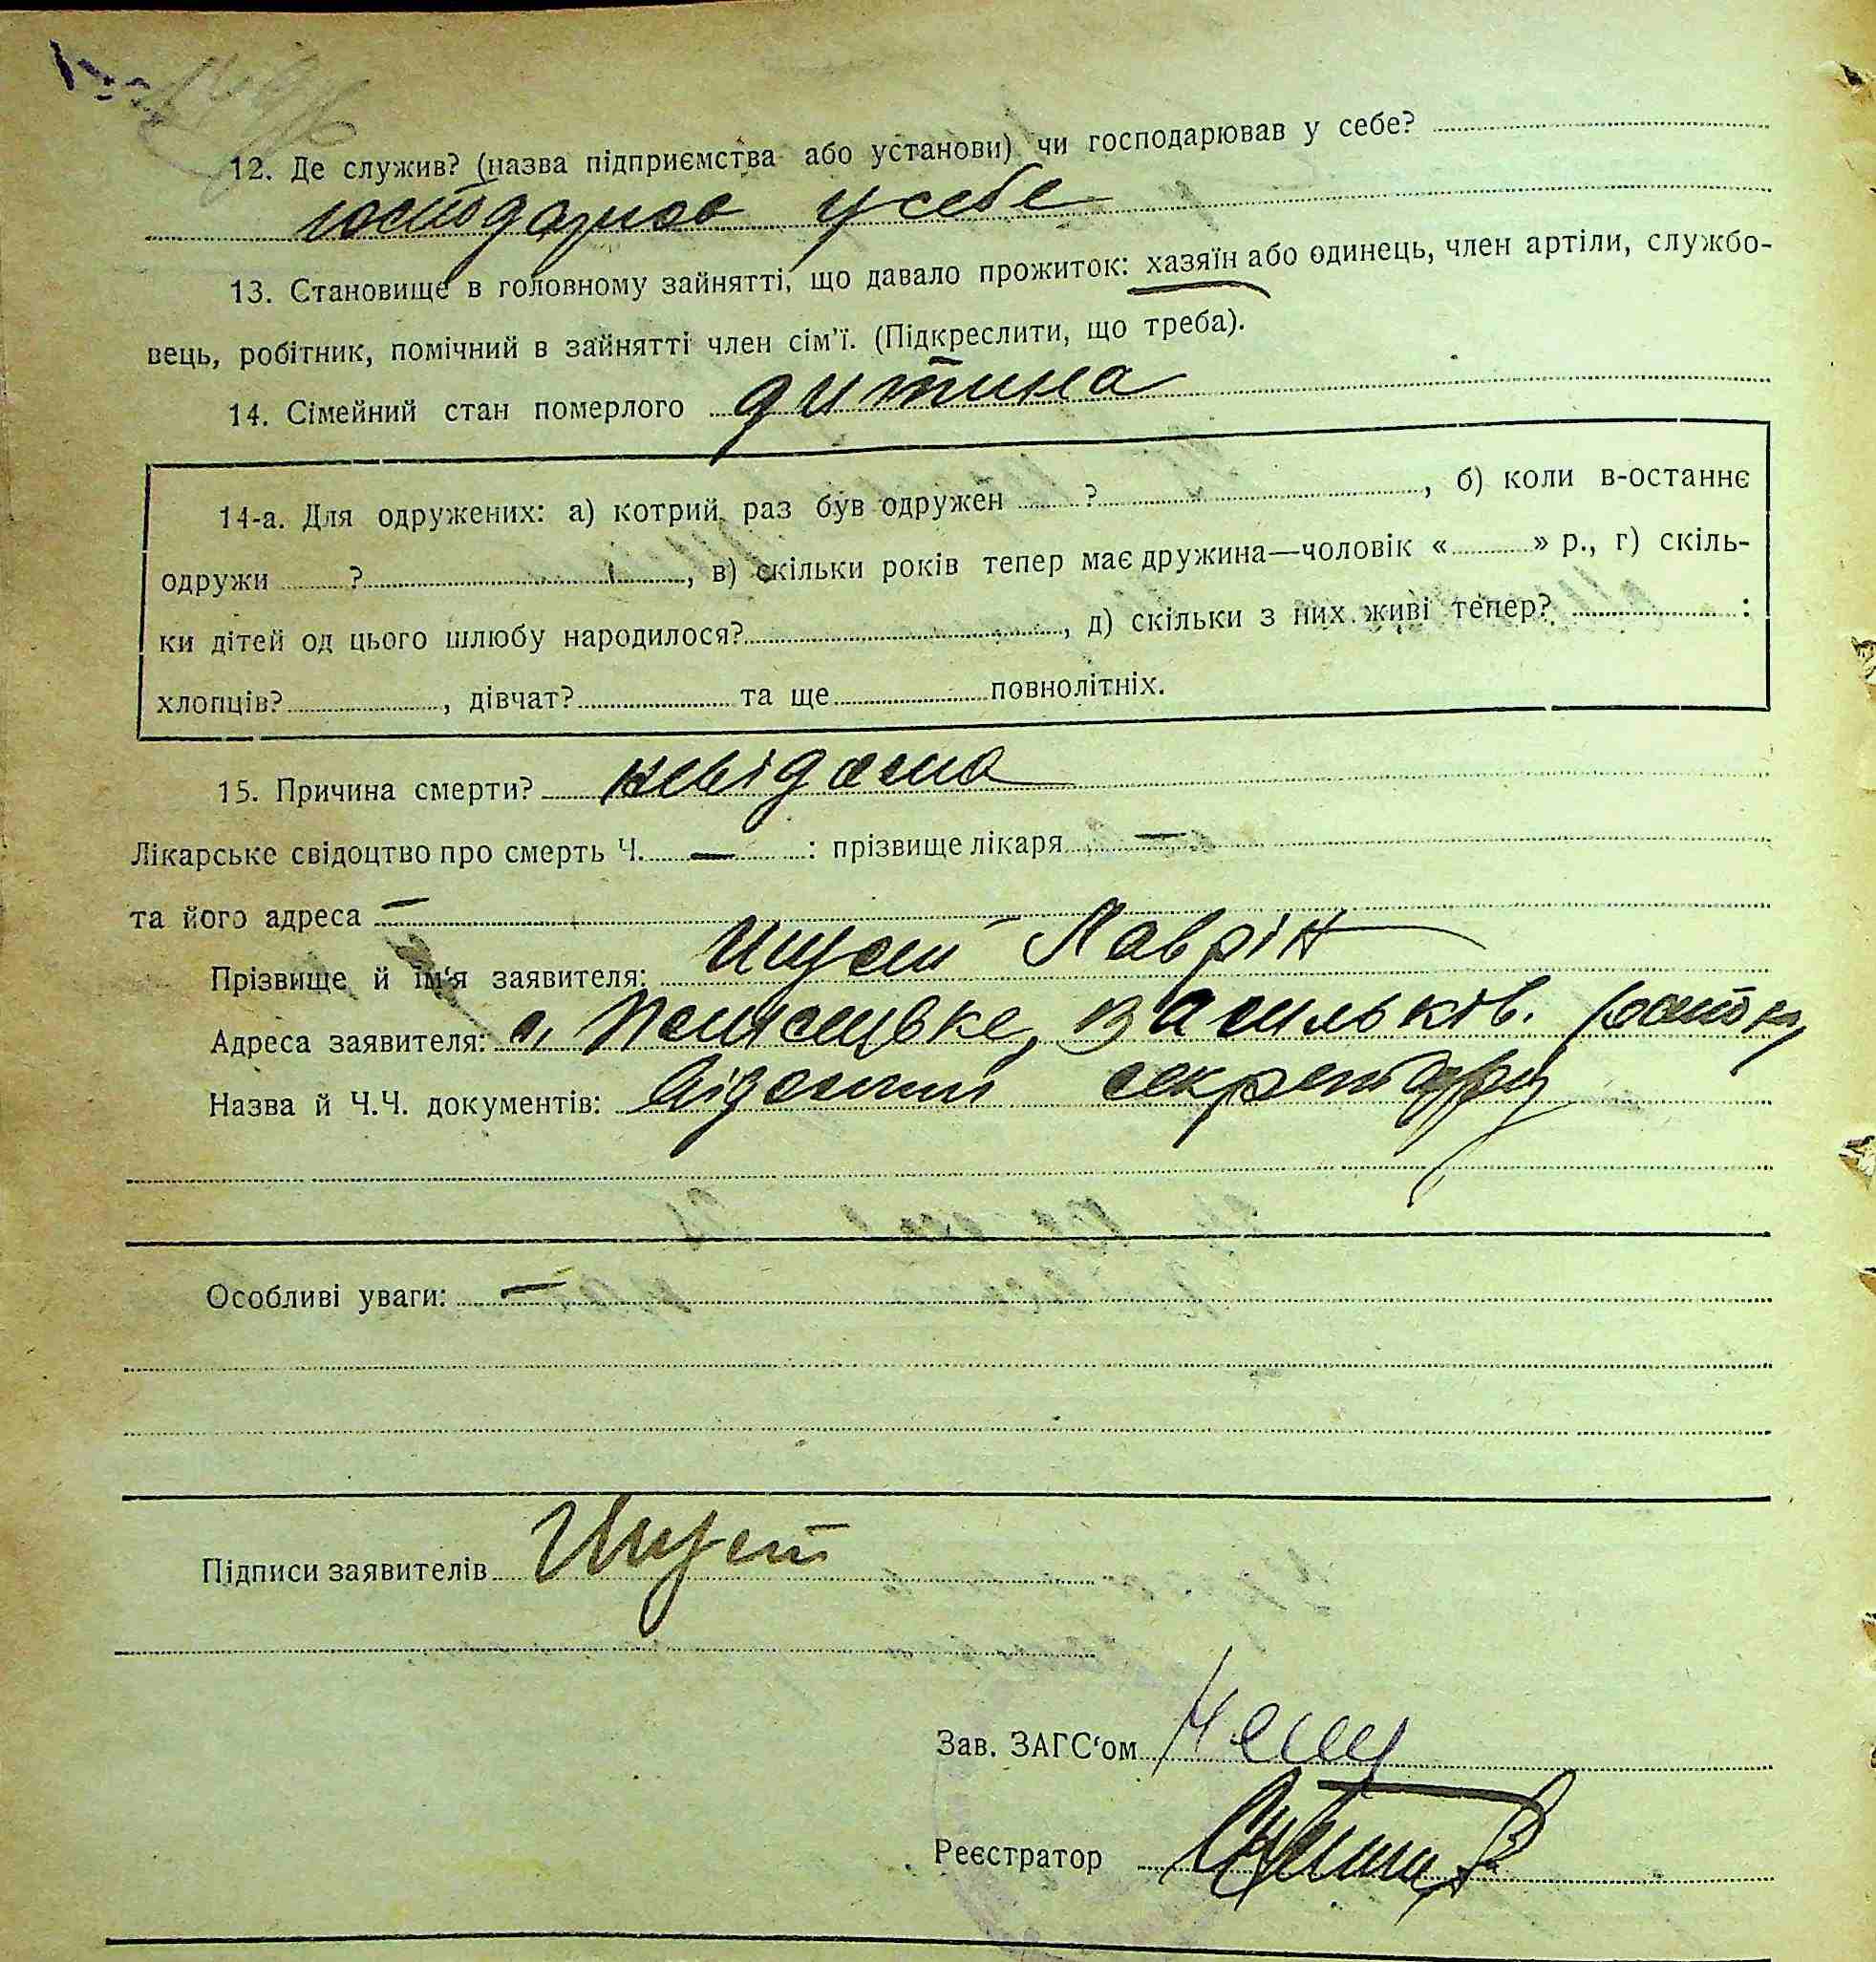 12. Де служив? (назва підприємства або установи) чи господарював у себе?
господарював у себе
13. Становище в головному зайнятті, що давало прожиток: хазяїн або одинець, член артіли, службо-
вець, робітник, помічний в зайнятті член сім'ї. (Підкреслити, що треба).
14. Сімейний стан померлого дитина
14-а. Для одружених: а) котрий раз був одружен ? , б) коли в-останнє
одружи ? , в) скільки років тепер має дружина—чоловік « » р., г) скіль-
ки дітей од цього шлюбу народилося? , д) скільки з них живі тепер? :
хлопців? , дівчат? та ще повнолітніх.
15. Причина смерти? невідома
Лікарське свідоцтво про смерть Ч. — : прізвище лікаря —
та його адреса —
Прізвище й ім'я заявителя: Лаврін
Адреса заявителя: с. Васильків.
Назва й Ч.Ч. документів: Відомий секретару
Особливі уваги: —
Підписи заявителів
Зав. ЗАГС'ом
Реєстратор